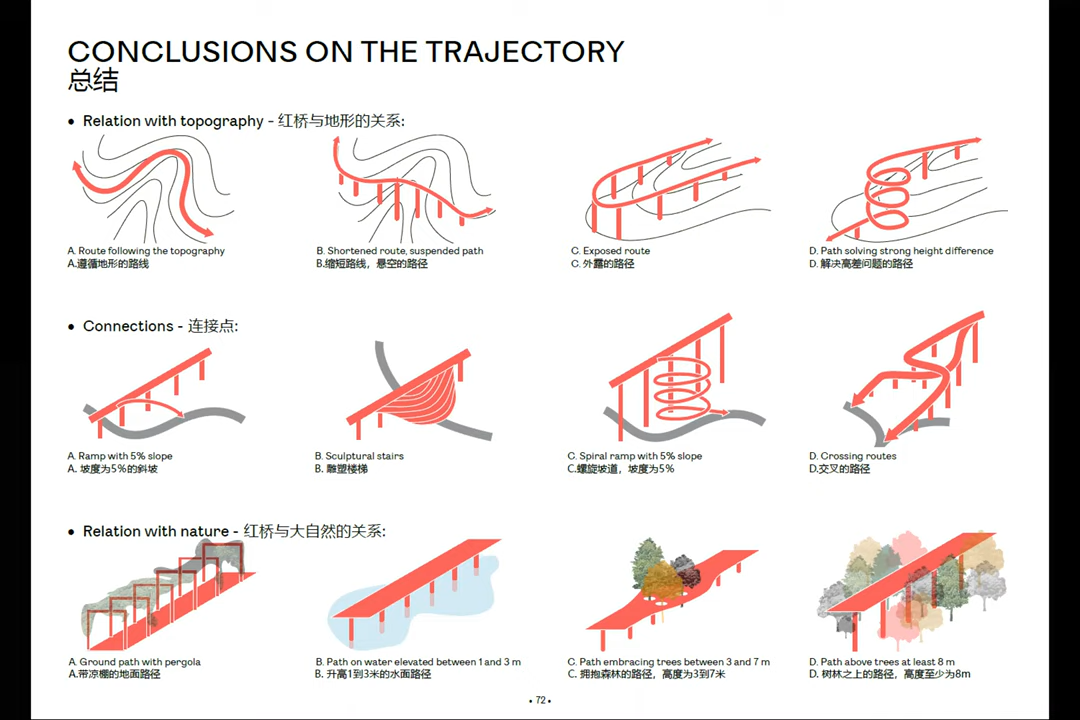 CONCLUSIONS ON THE TRAJECTORY
总结
• Relation with topography - 红桥与地形的关系:
A. Route following the topography
A.遵循地形的路线
B. Shortened route, suspended path
B.缩短路线，悬空的路径
C. Exposed route
C. 外露的路径
D. Path solving strong height difference
D. 解决高差问题的路径
• Connections - 连接点:
A. Ramp with 5% slope
A. 坡度为5%的斜坡
B. Sculptural stairs
B. 雕塑楼梯
C. Spiral ramp with 5% slope
C.螺旋坡道，坡度为5%
D. Crossing routes
D.交叉的路径
• Relation with nature - 红桥与大自然的关系:
A. Ground path with pergola
A.带凉棚的地面路径
B. Path on water elevated between 1 and 3 m
B. 升高1到3米的水面路径
C. Path embracing trees between 3 and 7 m
C. 拥抱森林的路径，高度为3到7米
D. Path above trees at least 8 m
D. 树林之上的路径，高度至少为8m
• 72 •